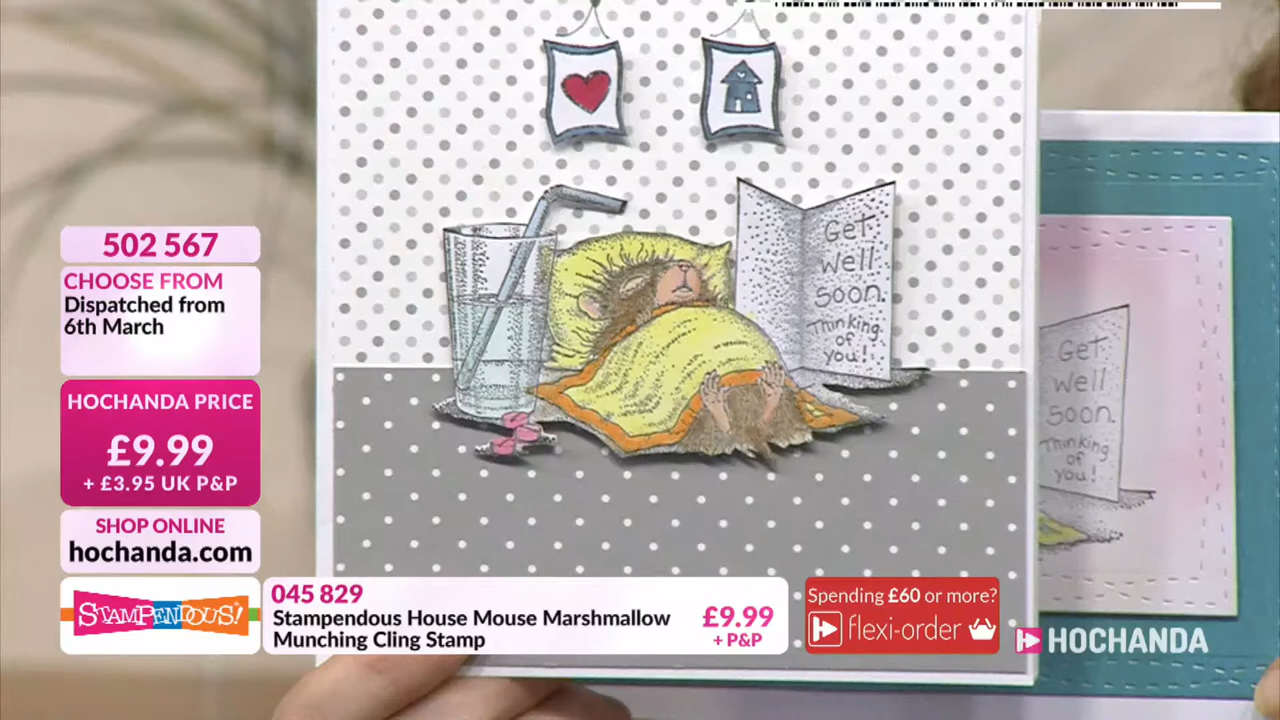 Get
Well
Soon.
Thinking
of
you!
Get
Well
Soon.
Thinking
of
you!
502 567
CHOOSE FROM
Dispatched from
6th March
HOCHANDA PRICE
£9.99
+ £3.95 UK P&P
SHOP ONLINE
hochanda.com
STAMPENDOUS!
045 829
Stampendous House Mouse Marshmallow
Munching Cling Stamp
£9.99
+ P&P
Spending £60 or more?
flexi-order
HOCHANDA